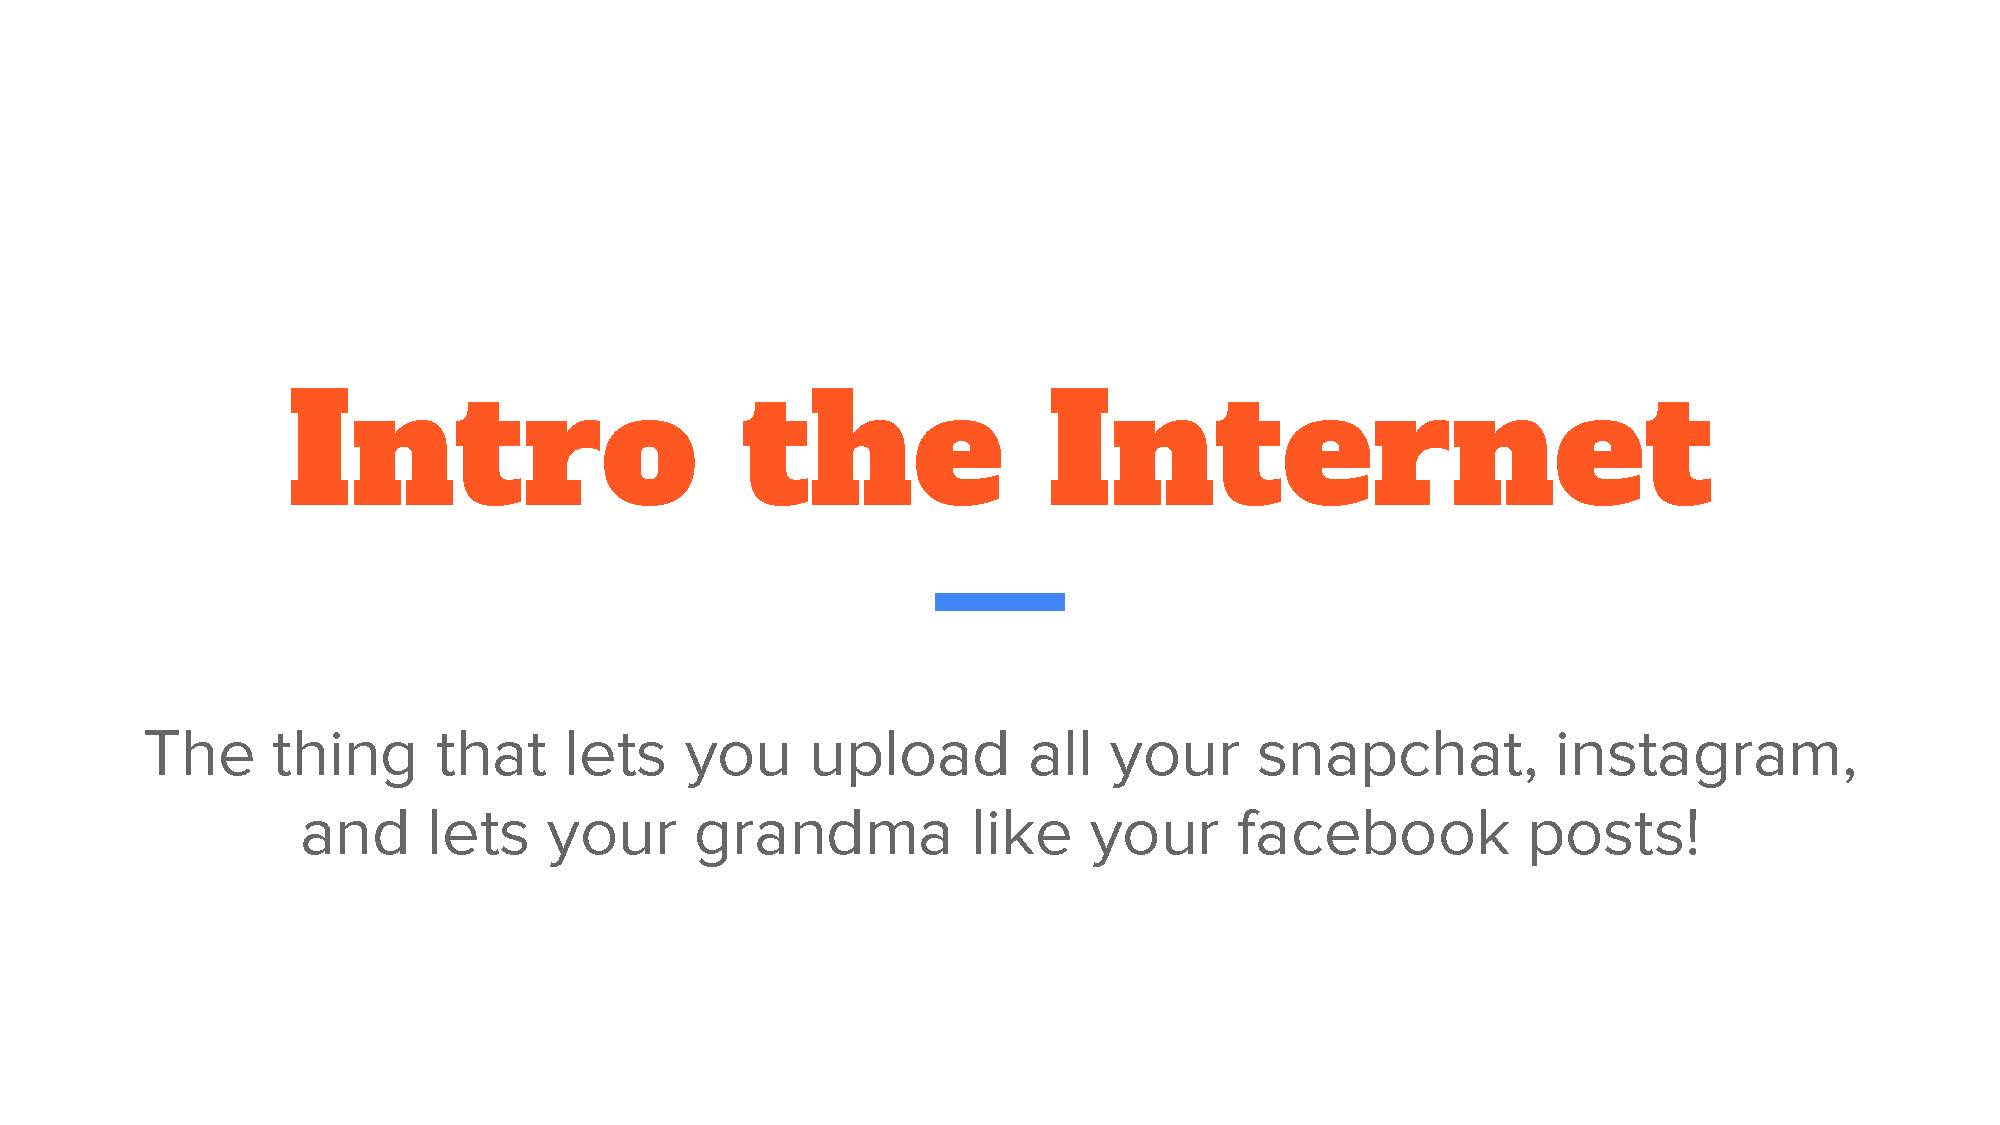 Intro the Internet
The thing that lets you upload all your snapchat, instagram,
and lets your grandma like your facebook posts!